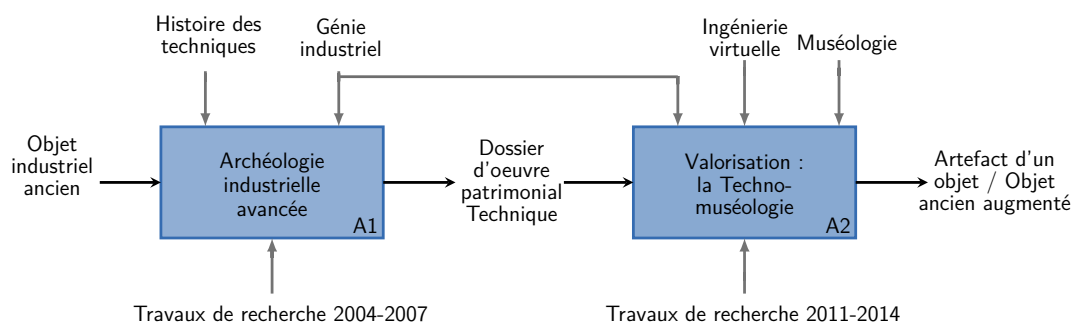 Histoire des
techniques
Génie
industriel
Ingénierie
virtuelle
Muséologie
Objet
industriel
ancien
Archéologie
industrielle
avancée
A1
Dossier
d'oeuvre
patrimonial
Technique
Valorisation :
la Techno-
muséologie
A2
Artefact d'un
objet / Objet
ancien augmenté
Travaux de recherche 2004-2007
Travaux de recherche 2011-2014